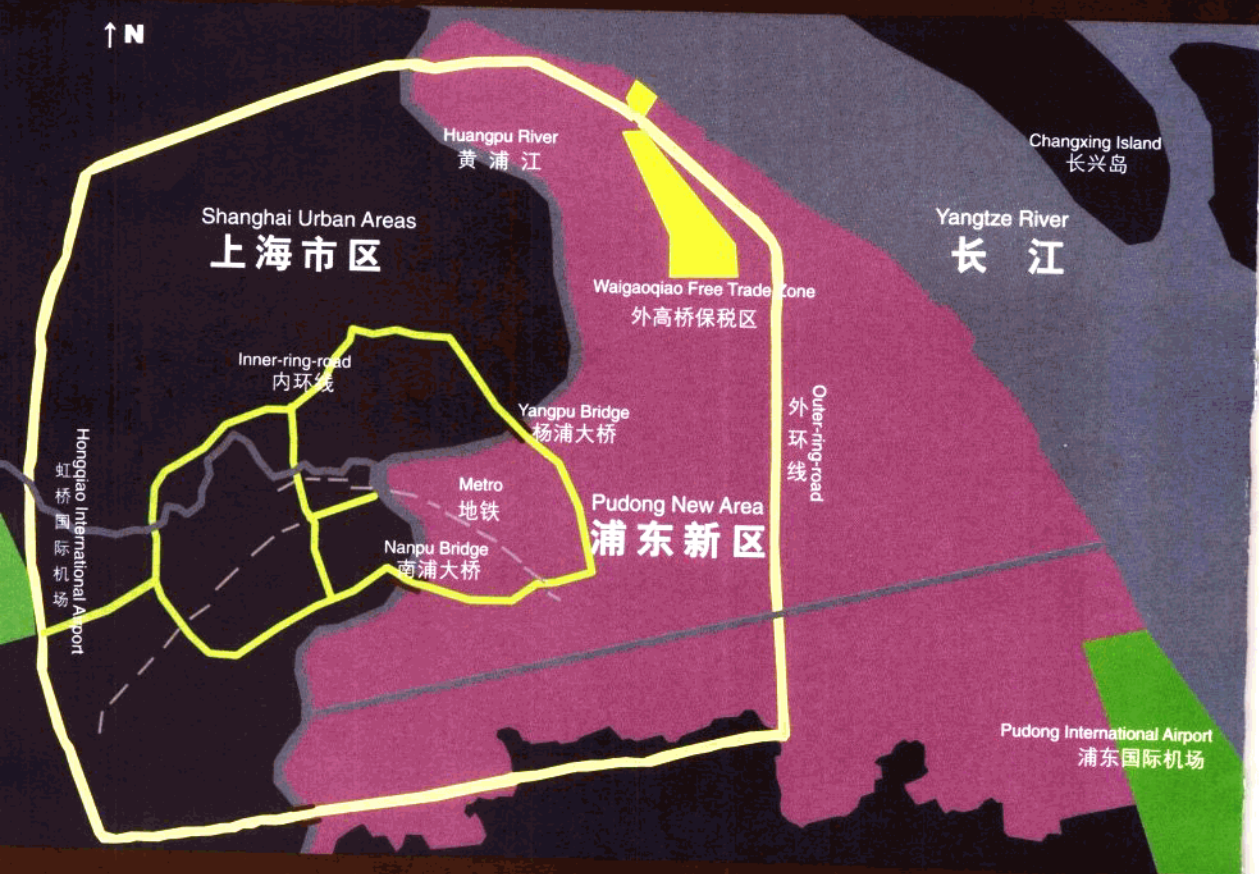 ↑N
Huangpu River
黄浦江
Changxing Island
长兴岛
Shanghai Urban Areas
上海市区
Yangtze River
长江
Waigaoqiao Free Trade Zone
外高桥保税区
Inner-ring-road
内环线
Yangpu Bridge
杨浦大桥
Outer-ring-road
外环线
Hongqiao International Airport
虹桥国际机场
Metro
地铁
Pudong New Area
浦东新区
Nanpu Bridge
南浦大桥
Pudong International Airport
浦东国际机场